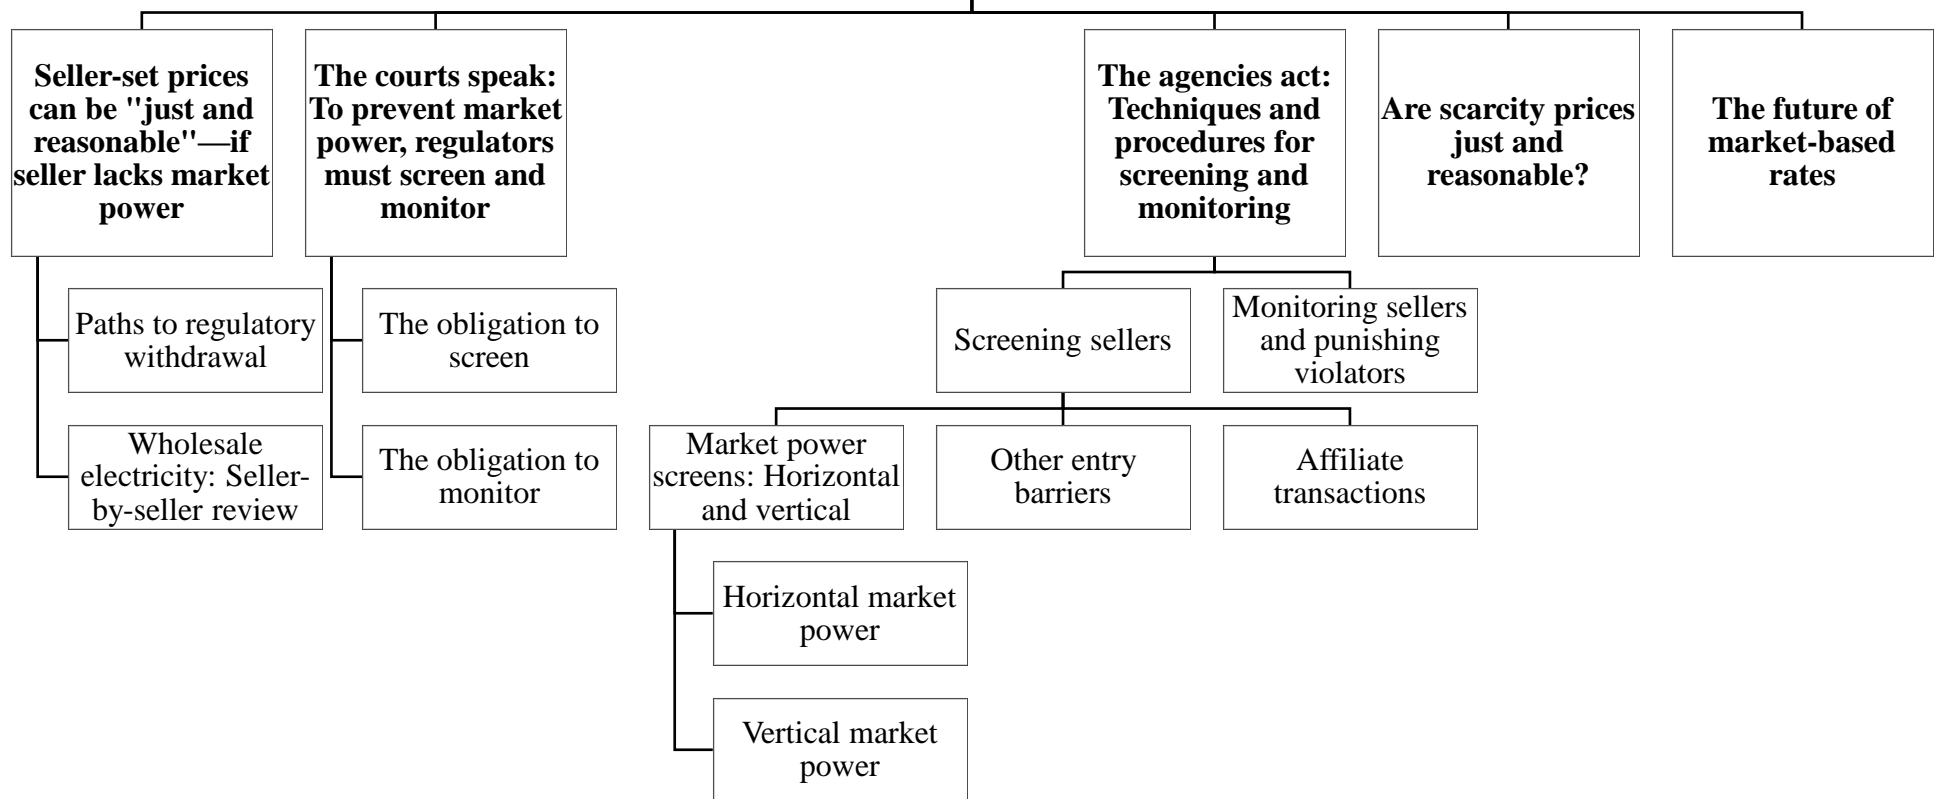 Seller-set prices
can be "just and
reasonable"—if
seller lacks market
power
The courts speak:
To prevent market
power, regulators
must screen and
monitor
The agencies act:
Techniques and
procedures for
screening and
monitoring
Are scarcity prices
just and
reasonable?
The future of
market-based
rates
Paths to regulatory
withdrawal
The obligation to
screen
Screening sellers
Monitoring sellers
and punishing
violators
Wholesale
electricity: Seller-
by-seller review
The obligation to
monitor
Market power
screens: Horizontal
and vertical
Other entry
barriers
Affiliate
transactions
Horizontal market
power
Vertical market
power